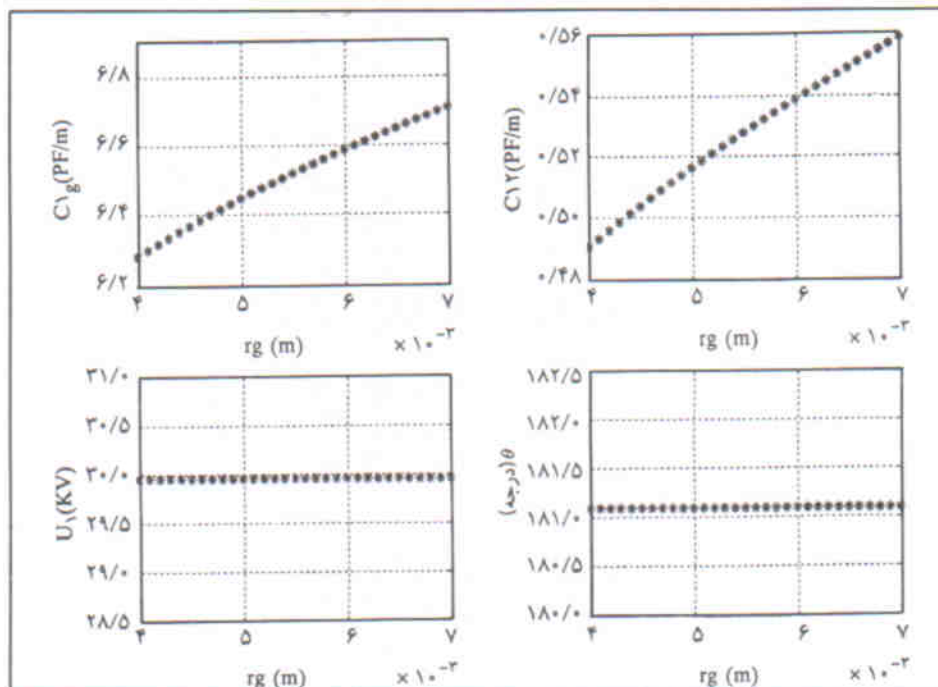 C۱g(PF/m)
۶/۸
۶/۶
۶/۴
۶/۲
۴ ۵ ۶ ۷
rg (m) × ۱۰⁻³
C۱۲(PF/m)
۰/۵۶
۰/۵۴
۰/۵۲
۰/۵۰
۰/۴۸
۴ ۵ ۶ ۷
rg (m) × ۱۰⁻³
U۱(KV)
۳۱/۰
۳۰/۵
۳۰/۰
۲۹/۵
۲۹/۰
۲۸/۵
۴ ۵ ۶ ۷
rg (m) × ۱۰⁻³
θ(درجه)
۱۸۲/۵
۱۸۲/۰
۱۸۱/۵
۱۸۱/۰
۱۸۰/۵
۱۸۰/۰
۴ ۵ ۶ ۷
rg (m) × ۱۰⁻³